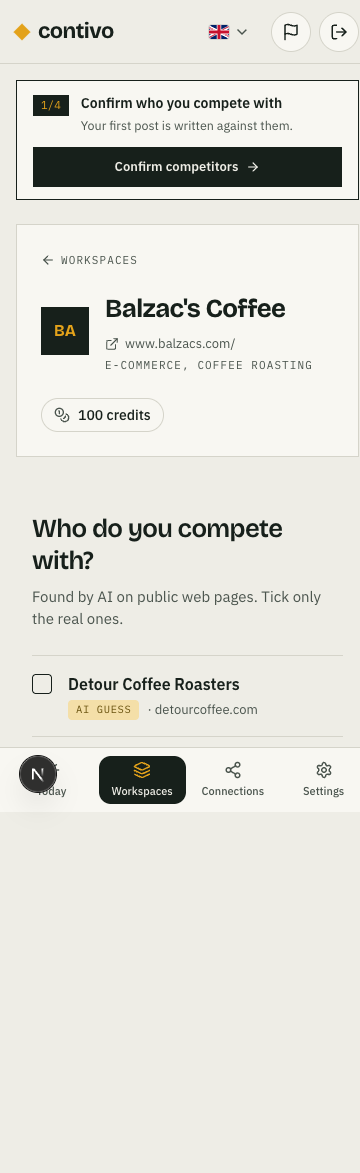 contivo
1/4
Confirm who you compete with
Your first post is written against them.
Confirm competitors →
← WORKSPACES
BA
Balzac's Coffee
www.balzacs.com/
E-COMMERCE, COFFEE ROASTING
100 credits
Who do you compete
with?
Found by AI on public web pages. Tick only
the real ones.
Detour Coffee Roasters
AI GUESS · detourcoffee.com
N
Workspaces
Connections
Settings